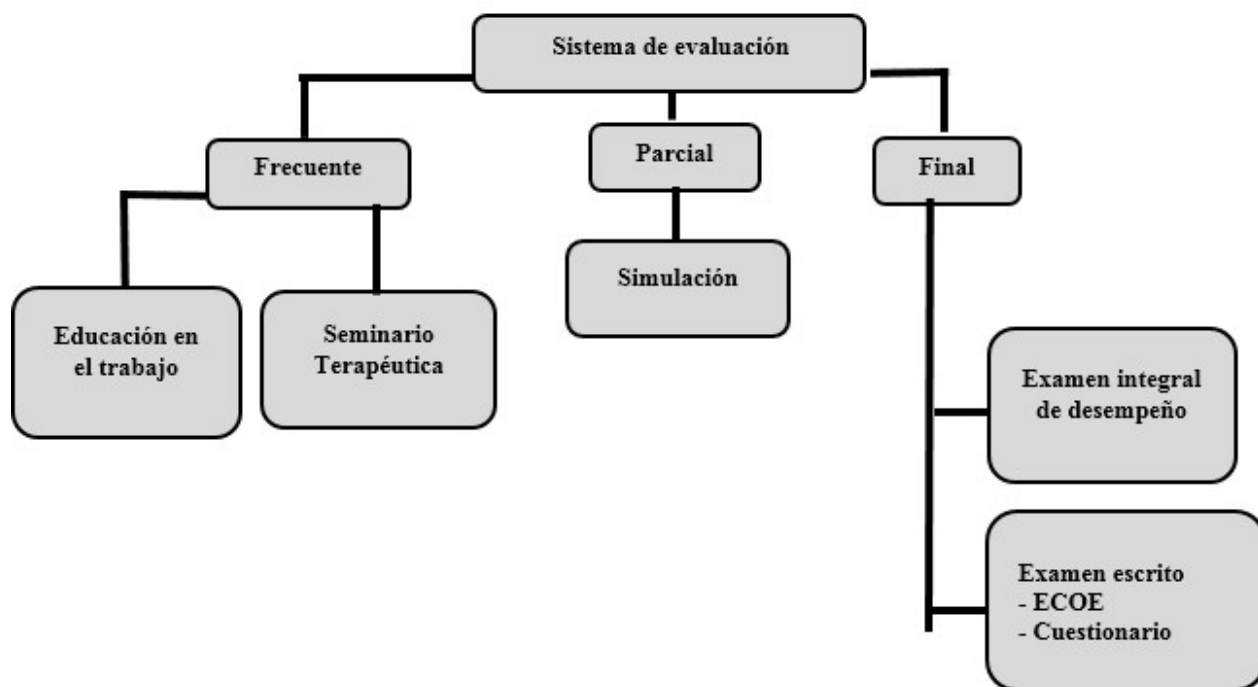 Sistema de evaluación
Frecuente
Parcial
Final
Educación en
el trabajo
Seminario
Terapéutica
Simulación
Examen integral
de desempeño
Examen escrito
- ECOE
- Cuestionario